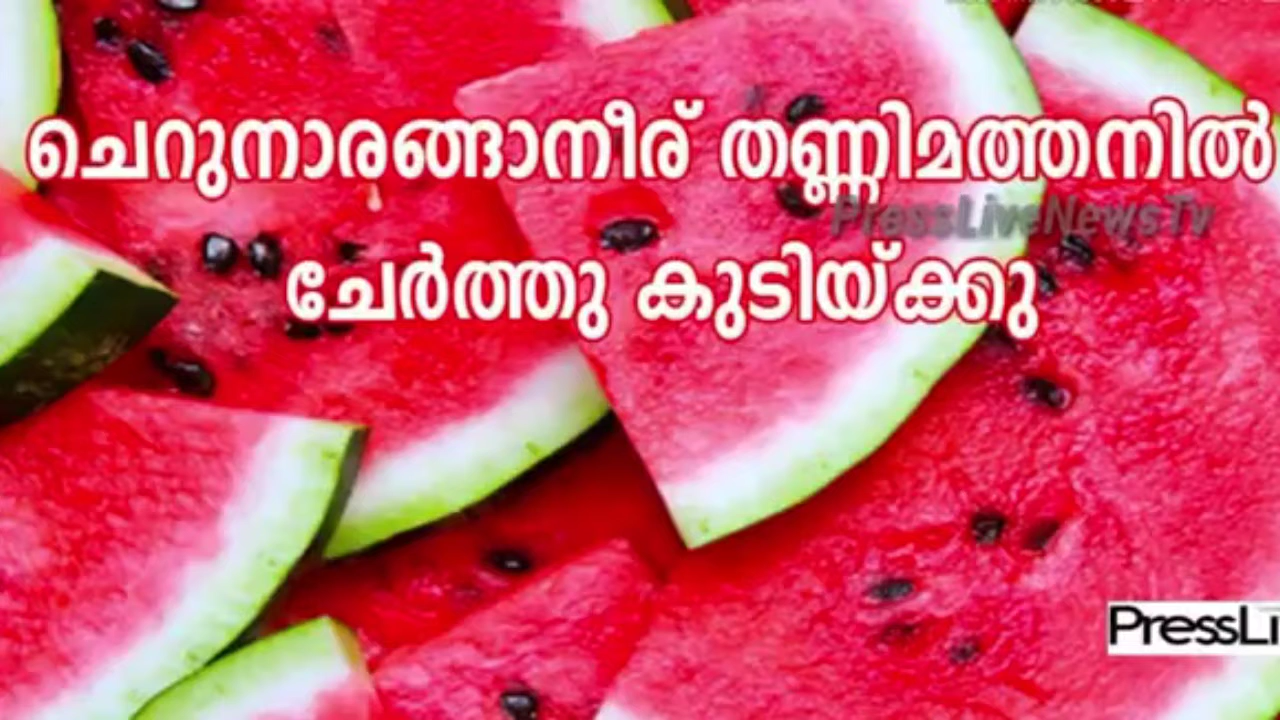 ചെറുനാരങ്ങാനീര് തണ്ണിമത്തനിൽ
PressLiveNewsTv
ചേർത്തു കുടിയ്ക്കു
PressLi